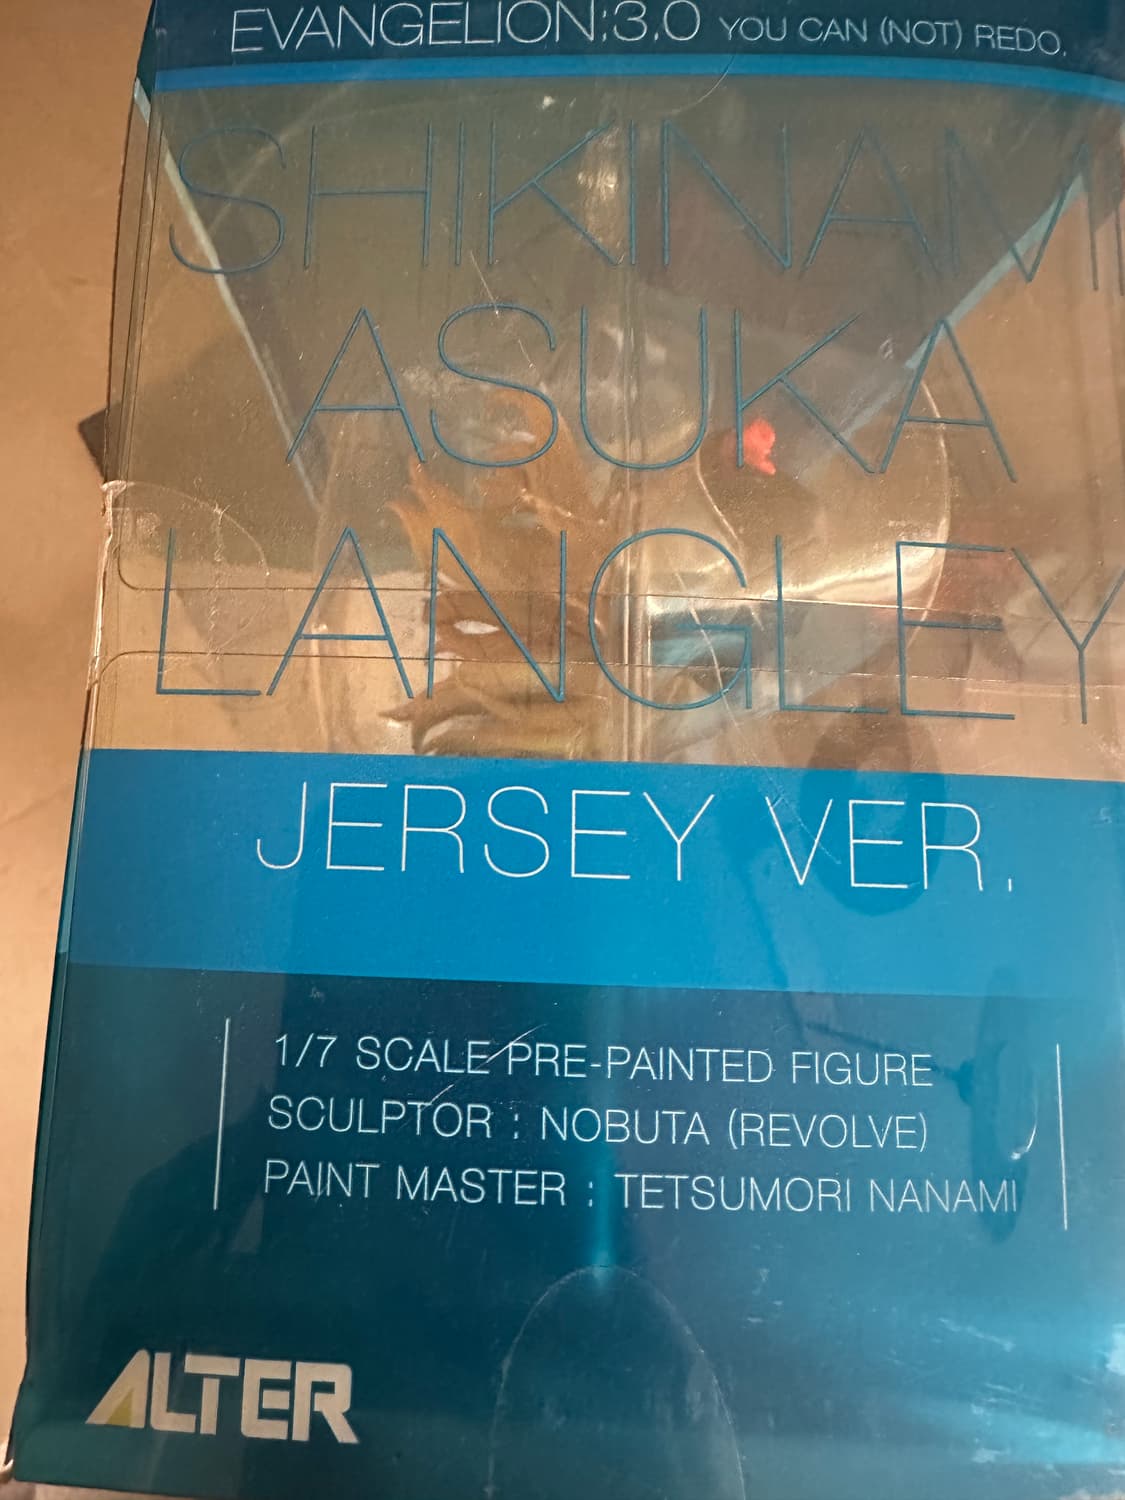 EVANGELION:3.0 YOU CAN (NOT) REDO.
SHIKINAMI
ASUKA
LANGLEY
JERSEY VER.
1/7 SCALE PRE-PAINTED FIGURE
SCULPTOR : NOBUTA (REVOLVE)
PAINT MASTER : TETSUMORI NANAMI
ALTER